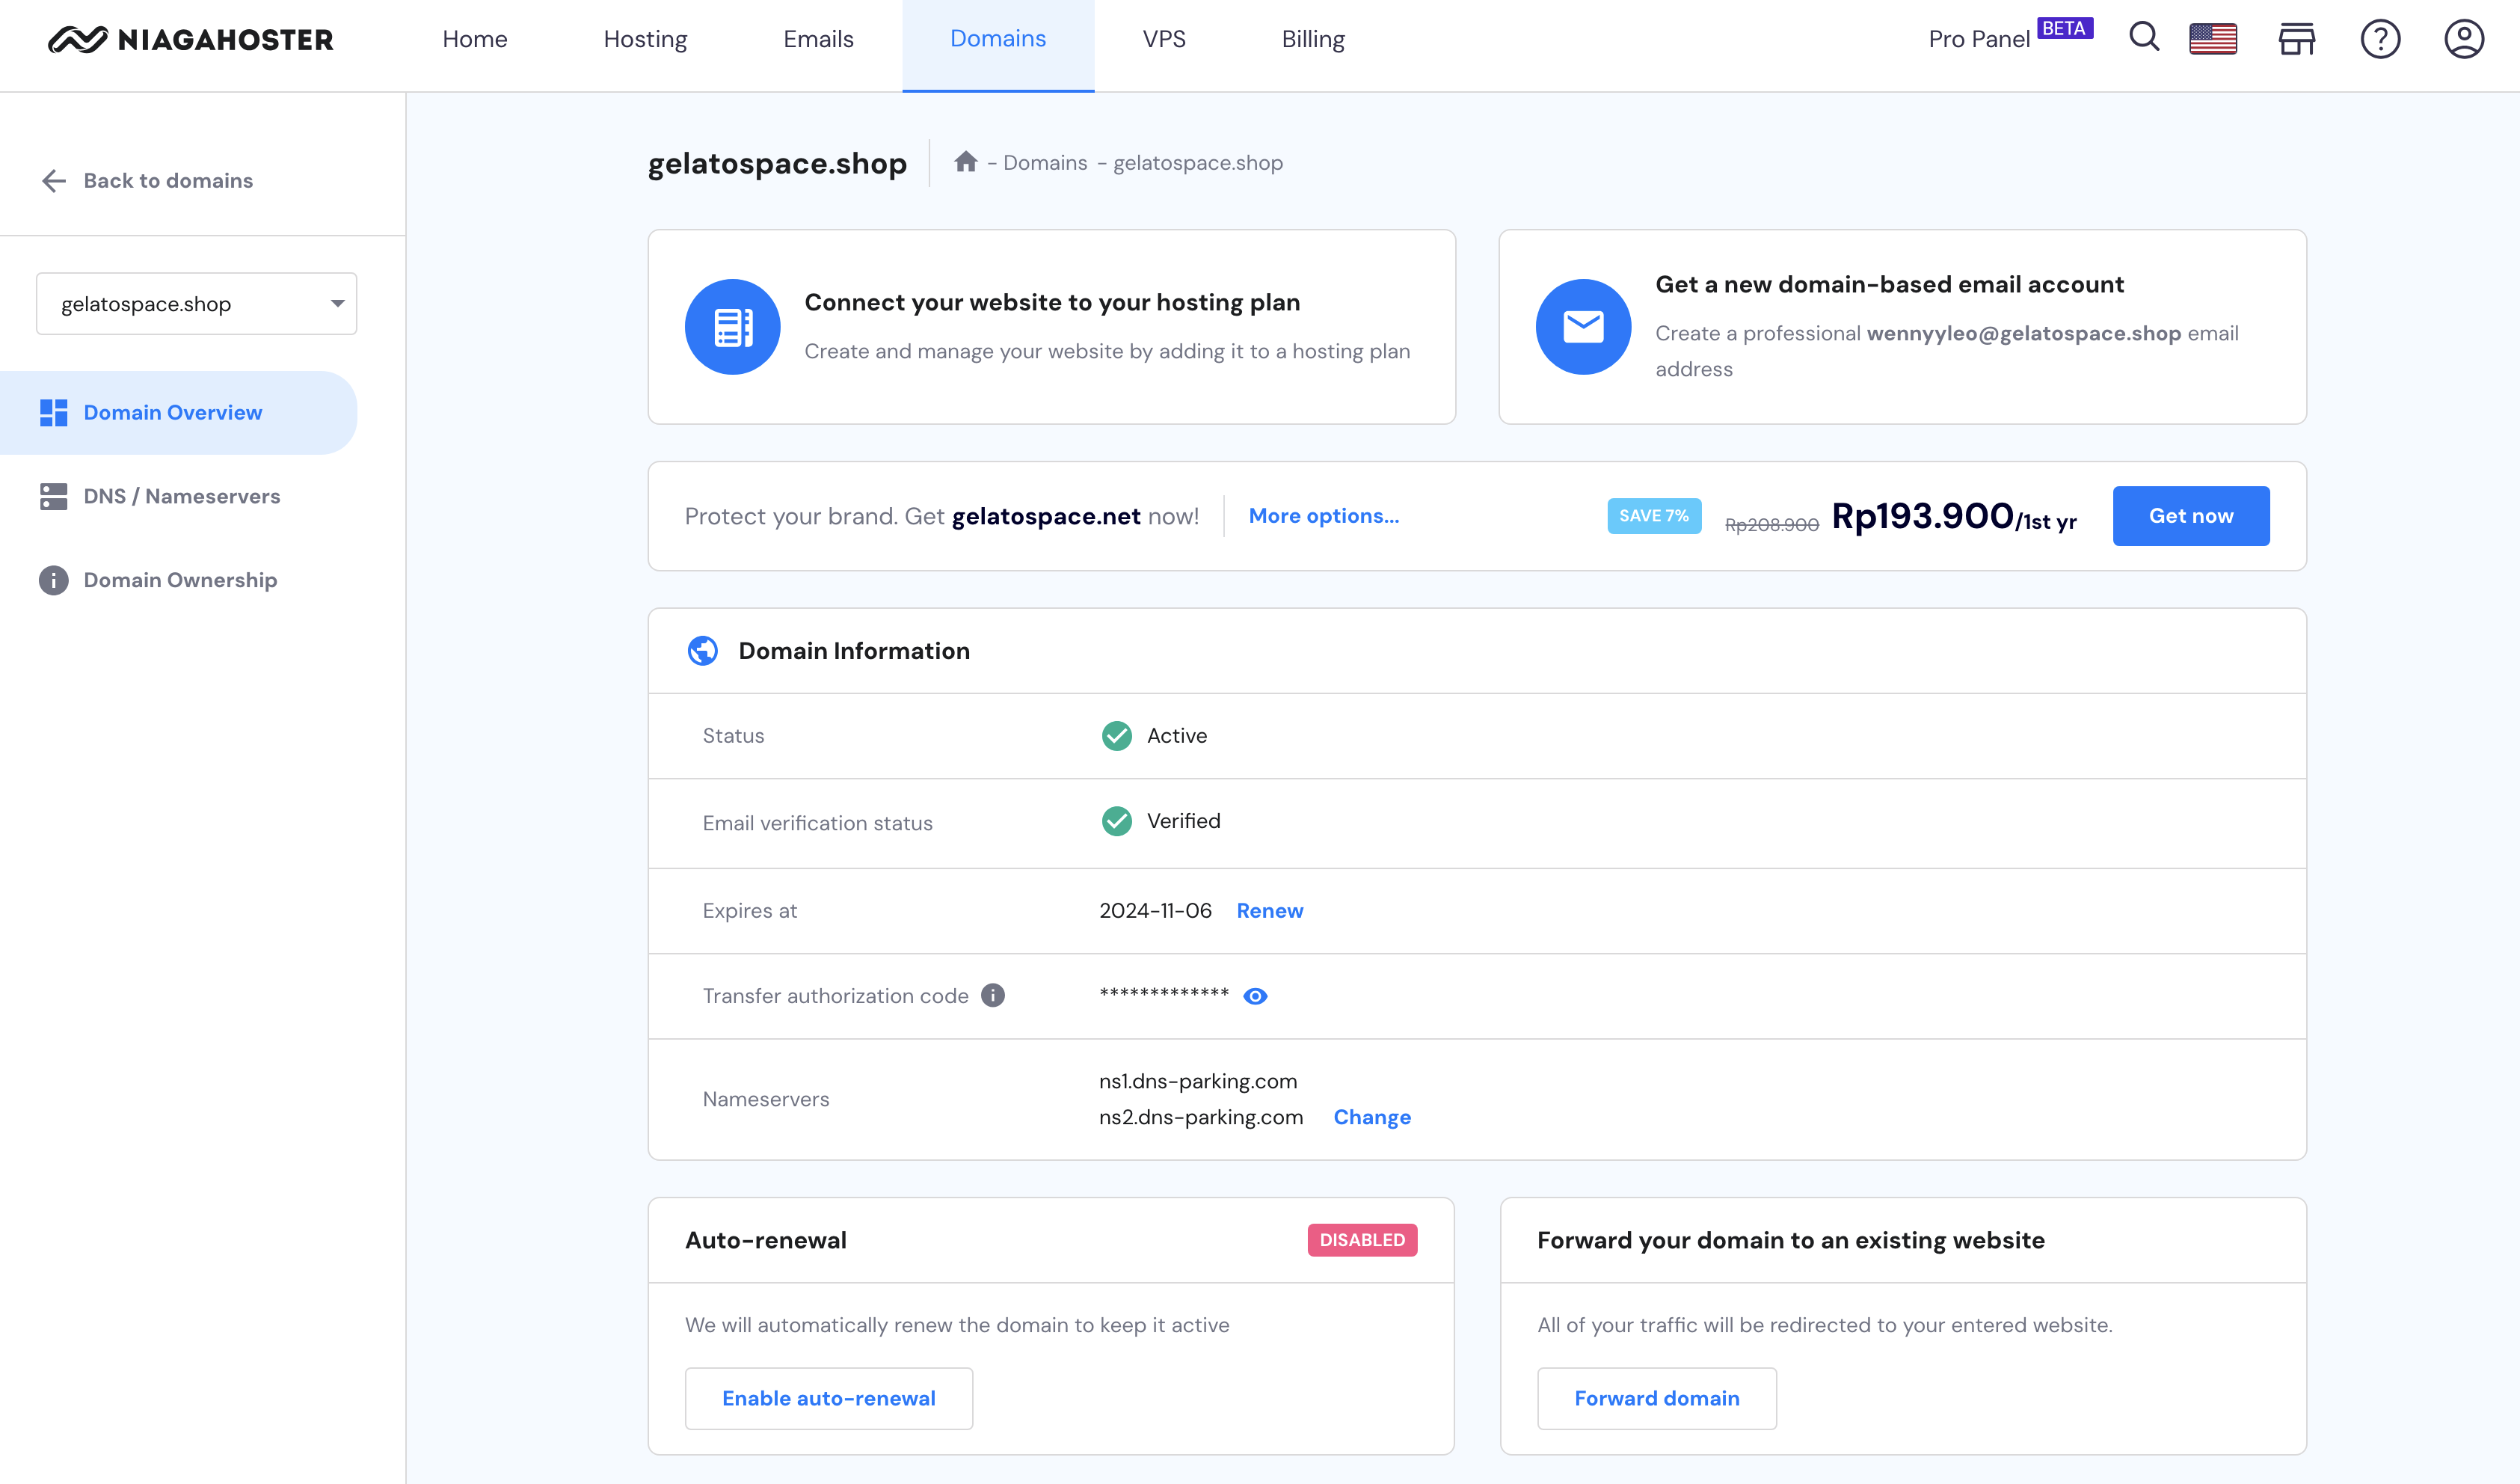 NIAGAHOSTER
Home
Hosting
Emails
Domains
VPS
Billing
Pro Panel BETA
Back to domains
gelatospace.shop
Domain Overview
DNS / Nameservers
Domain Ownership
gelatospace.shop
- Domains - gelatospace.shop
Connect your website to your hosting plan
Create and manage your website by adding it to a hosting plan
Get a new domain-based email account
Create a professional wennyyleo@gelatospace.shop email
address
Protect your brand. Get gelatospace.net now!
More options...
SAVE 7%
Rp208.900 Rp193.900/1st yr
Get now
Domain Information
Status
Active
Email verification status
Verified
Expires at
2024-11-06 Renew
Transfer authorization code
*************
Nameservers
ns1.dns-parking.com
ns2.dns-parking.com Change
Auto-renewal
DISABLED
We will automatically renew the domain to keep it active
Enable auto-renewal
Forward your domain to an existing website
All of your traffic will be redirected to your entered website.
Forward domain